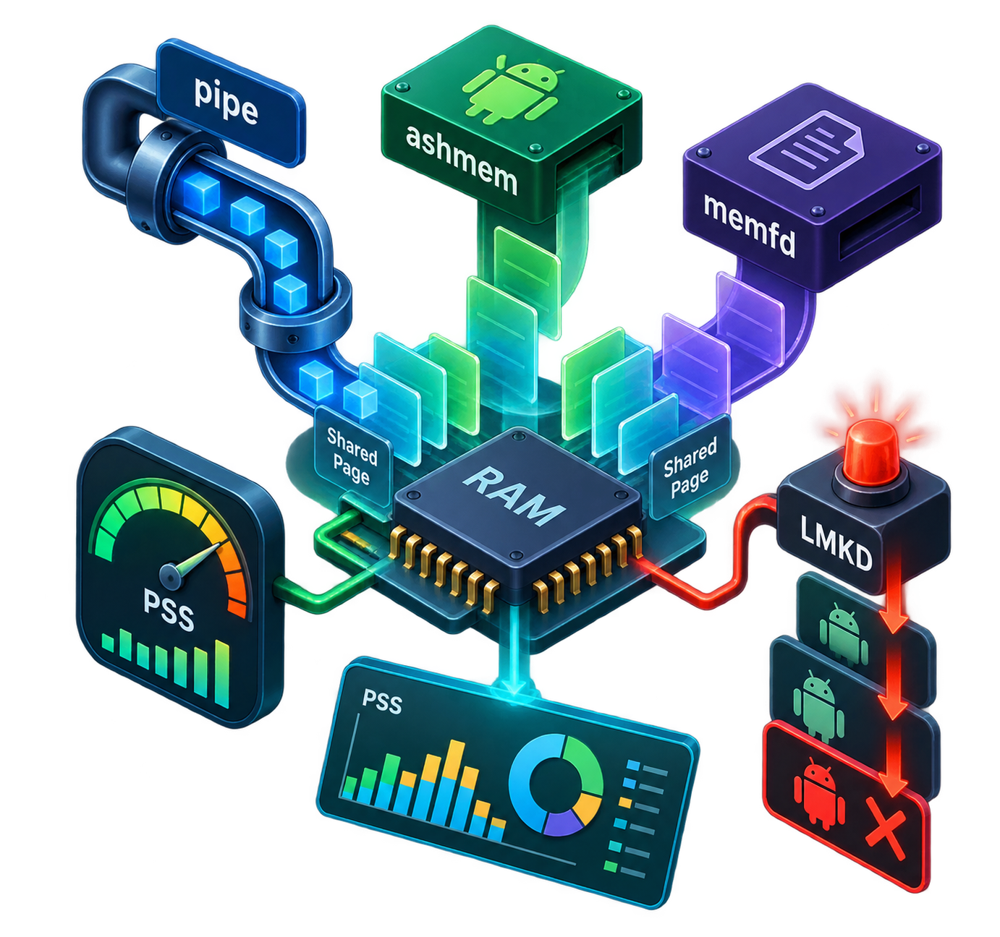 pipe
ashmem
memfd
Shared
Page
Shared
Page
RAM
LMKD
PSS
PSS